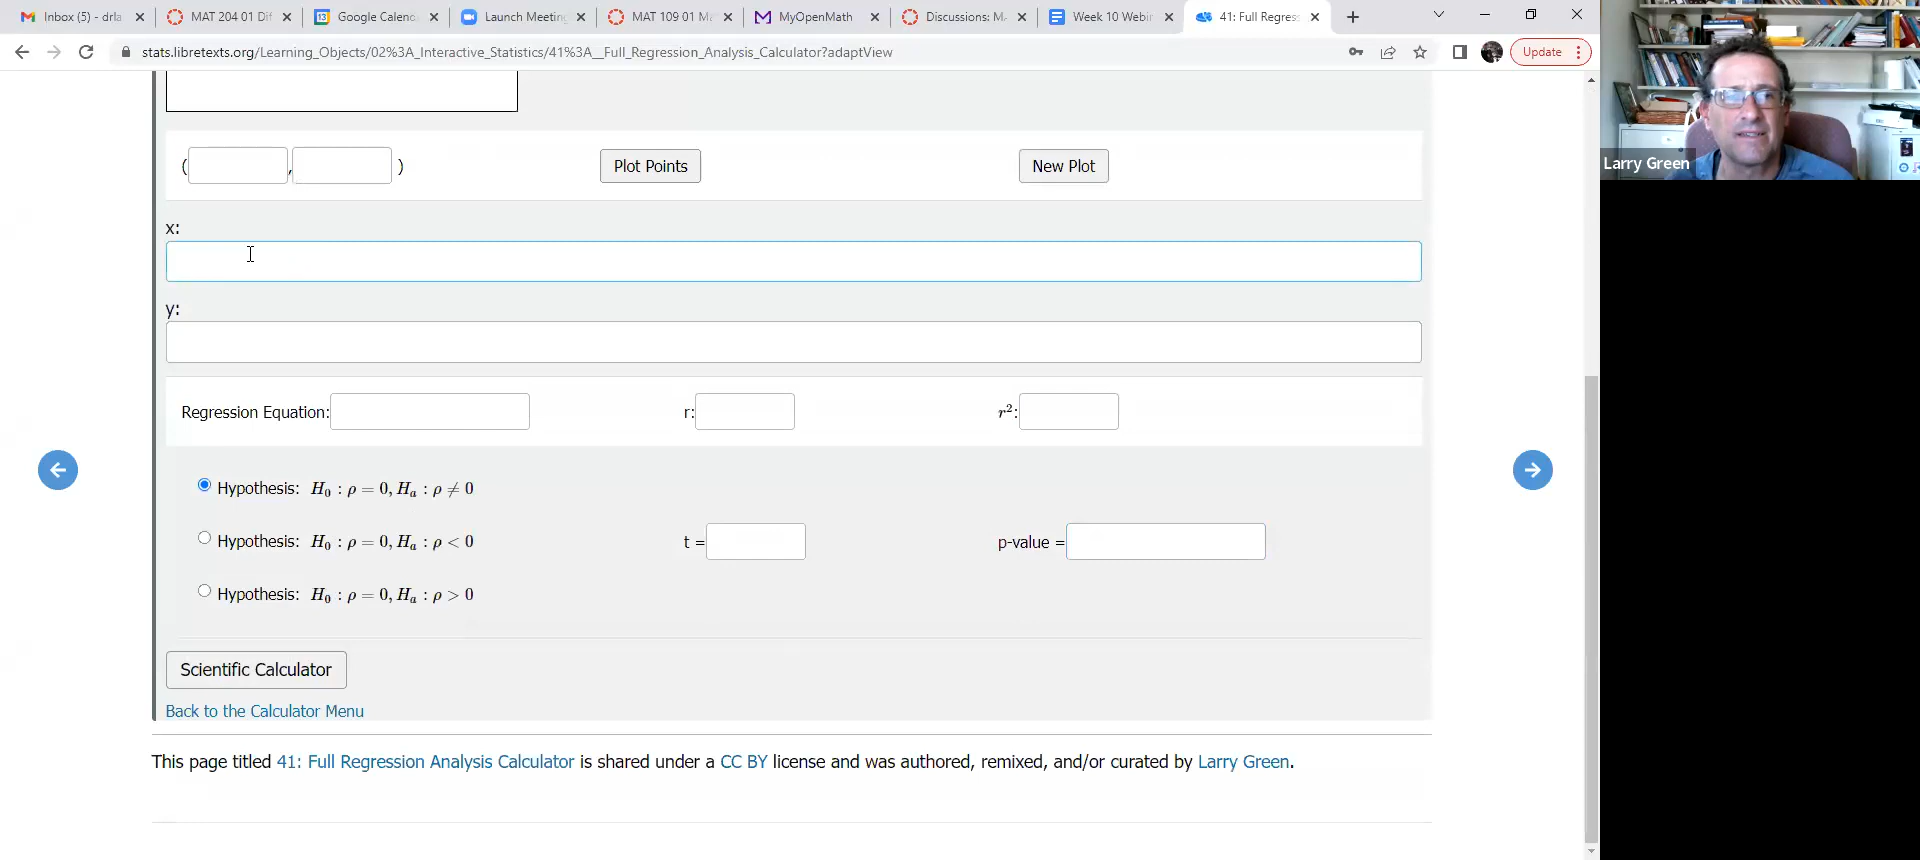 Inbox (5) - drla
MAT 204 01 Dif
Google Calend
Launch Meeting
MAT 109 01 Ma
MyOpenMath
Discussions: M
Week 10 Webir
41: Full Regres
stats.libretexts.org/Learning_Objects/02%3A_Interactive_Statistics/41%3A__Full_Regression_Analysis_Calculator?adaptView
Update
( , )
Plot Points
New Plot
x:
y:
Regression Equation:
r:
r²:
Hypothesis: H₀ : ρ = 0, Hₐ : ρ ≠ 0
Hypothesis: H₀ : ρ = 0, Hₐ : ρ < 0
t =
p-value =
Hypothesis: H₀ : ρ = 0, Hₐ : ρ > 0
Scientific Calculator
Back to the Calculator Menu
This page titled 41: Full Regression Analysis Calculator is shared under a CC BY license and was authored, remixed, and/or curated by Larry Green.
Larry Green